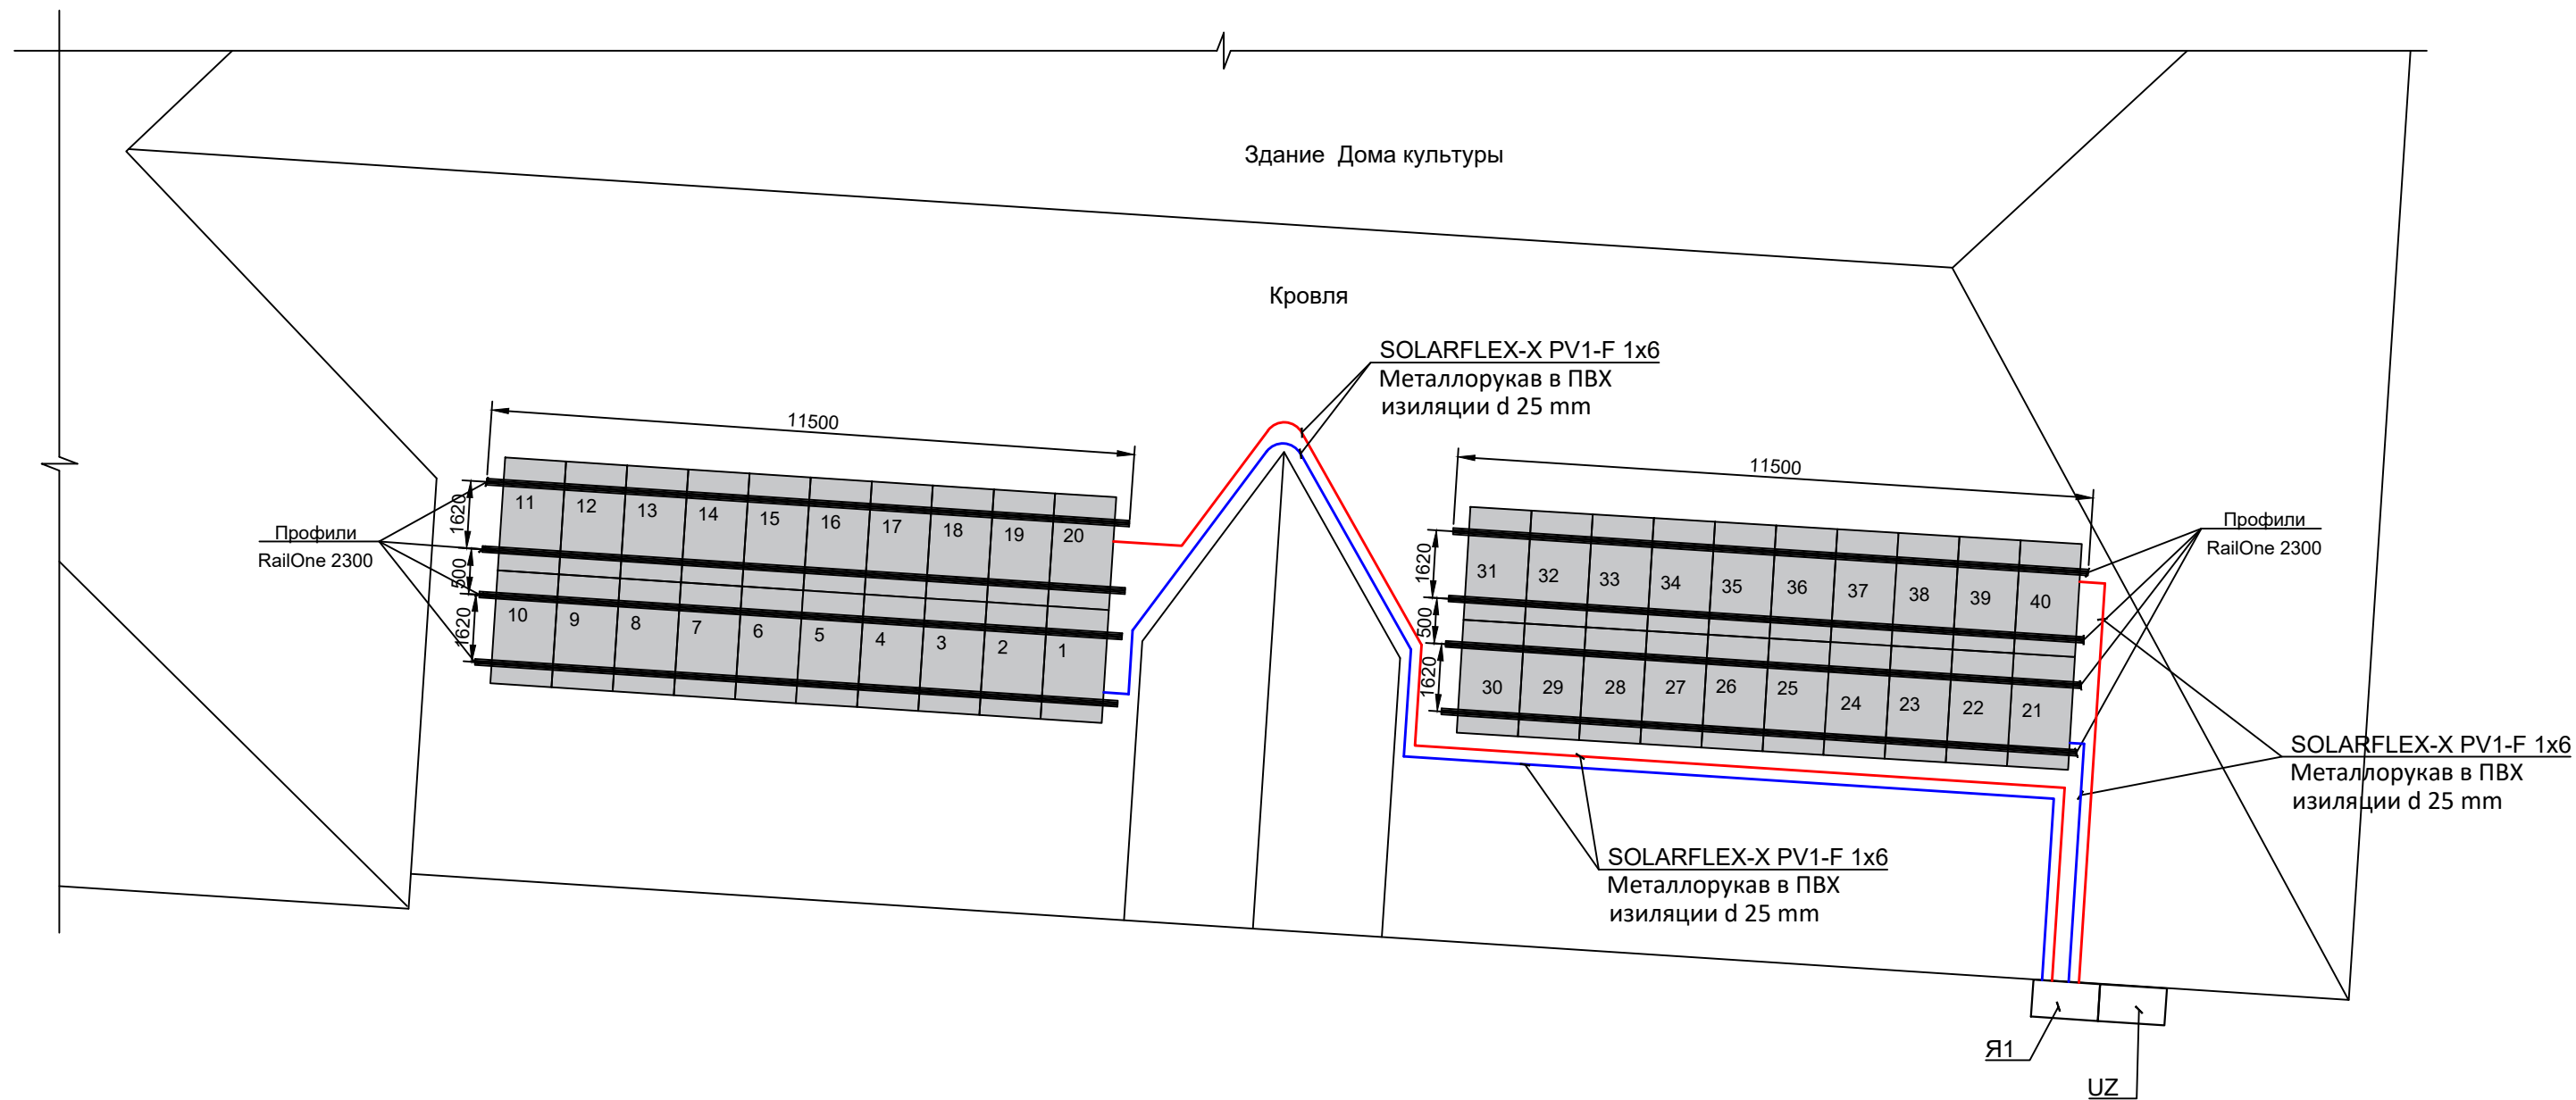 Здание Дома культуры
Кровля
SOLARFLEX-X PV1-F 1x6
Металлорукав в ПВХ
изиляции d 25 mm
11500
11500
1620
500
1620
Профили
RailOne 2300
11 12 13 14 15 16 17 18 19 20
10 9 8 7 6 5 4 3 2 1
1620
500
1620
31 32 33 34 35 36 37 38 39 40
30 29 28 27 26 25 24 23 22 21
Профили
RailOne 2300
SOLARFLEX-X PV1-F 1x6
Металлорукав в ПВХ
изиляции d 25 mm
SOLARFLEX-X PV1-F 1x6
Металлорукав в ПВХ
изиляции d 25 mm
Я1
UZ